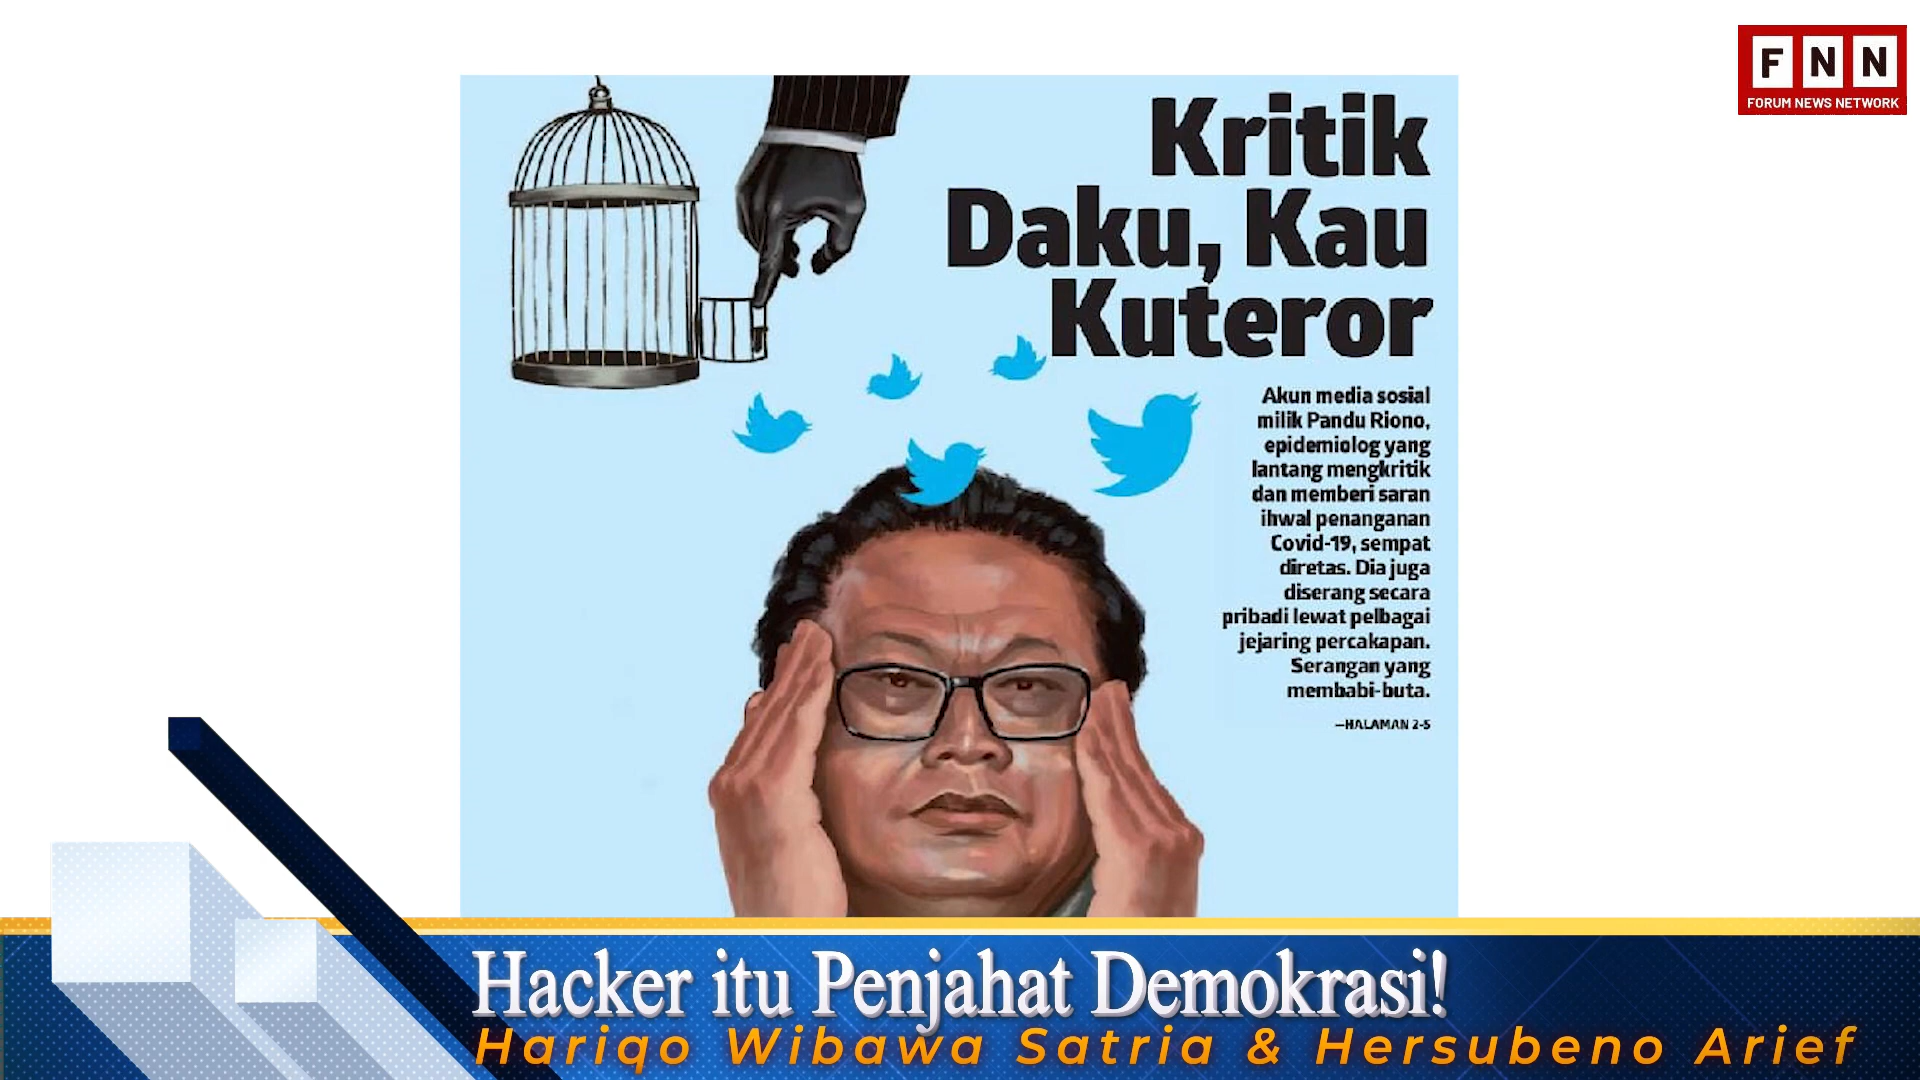 FNN
FORUM NEWS NETWORK
Kritik
Daku, Kau
Kuteror
Akun media sosial
milik Pandu Riono,
epidemiolog yang
lantang mengkritik
dan memberi saran
ihwal penanganan
Covid-19, sempat
diretas. Dia juga
diserang secara
pribadi lewat pelbagai
jejaring percakapan.
Serangan yang
membabi-buta.
—HALAMAN 2-5
Hacker itu Penjahat Demokrasi!
Hariqo Wibawa Satria & Hersubeno Arief